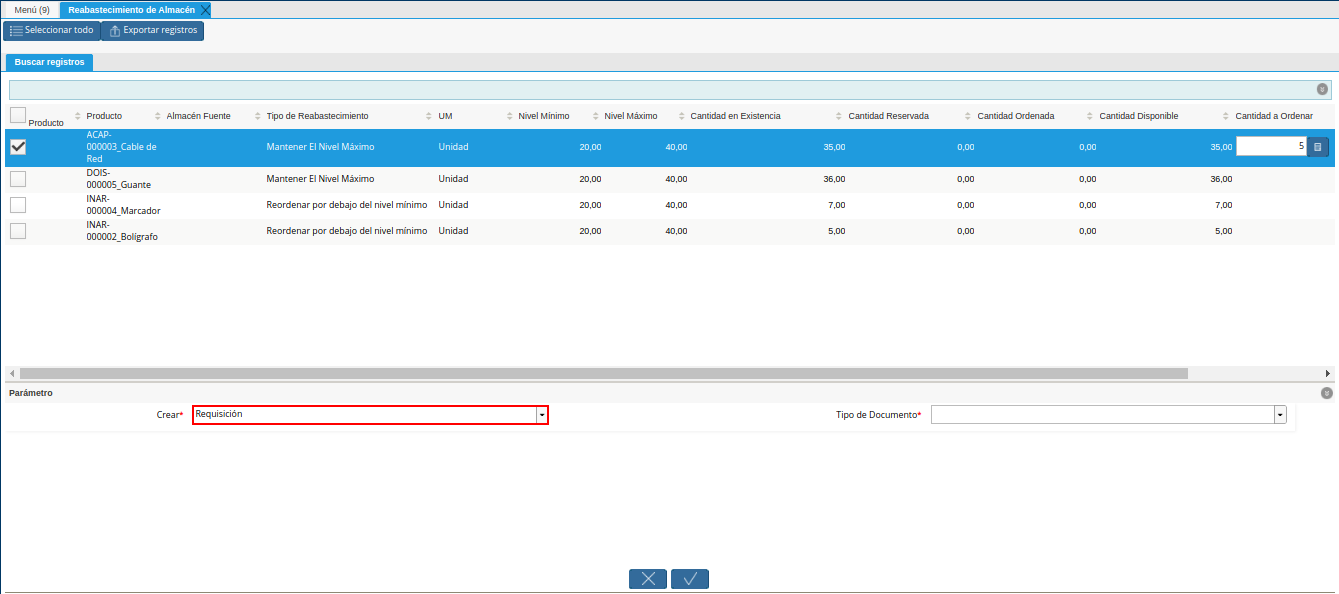 Menú (9) Reabastecimiento de Almacén
Seleccionar todo Exportar registros
Buscar registros
Producto Producto Almacén Fuente Tipo de Reabastecimiento UM Nivel Mínimo Nivel Máximo Cantidad en Existencia Cantidad Reservada Cantidad Ordenada Cantidad Disponible Cantidad a Ordenar
ACAP-
000003_Cable de Mantener El Nivel Máximo Unidad 20,00 40,00 35,00 0,00 0,00 35,00 5
Red
DOIS-
000005_Guante Mantener El Nivel Máximo Unidad 20,00 40,00 36,00 0,00 0,00 36,00
INAR-
000004_Marcador Reordenar por debajo del nivel mínimo Unidad 20,00 40,00 7,00 0,00 0,00 7,00
INAR-
000002_Bolígrafo Reordenar por debajo del nivel mínimo Unidad 20,00 40,00 5,00 0,00 0,00 5,00
Parámetro
Crear* Requisición Tipo de Documento*